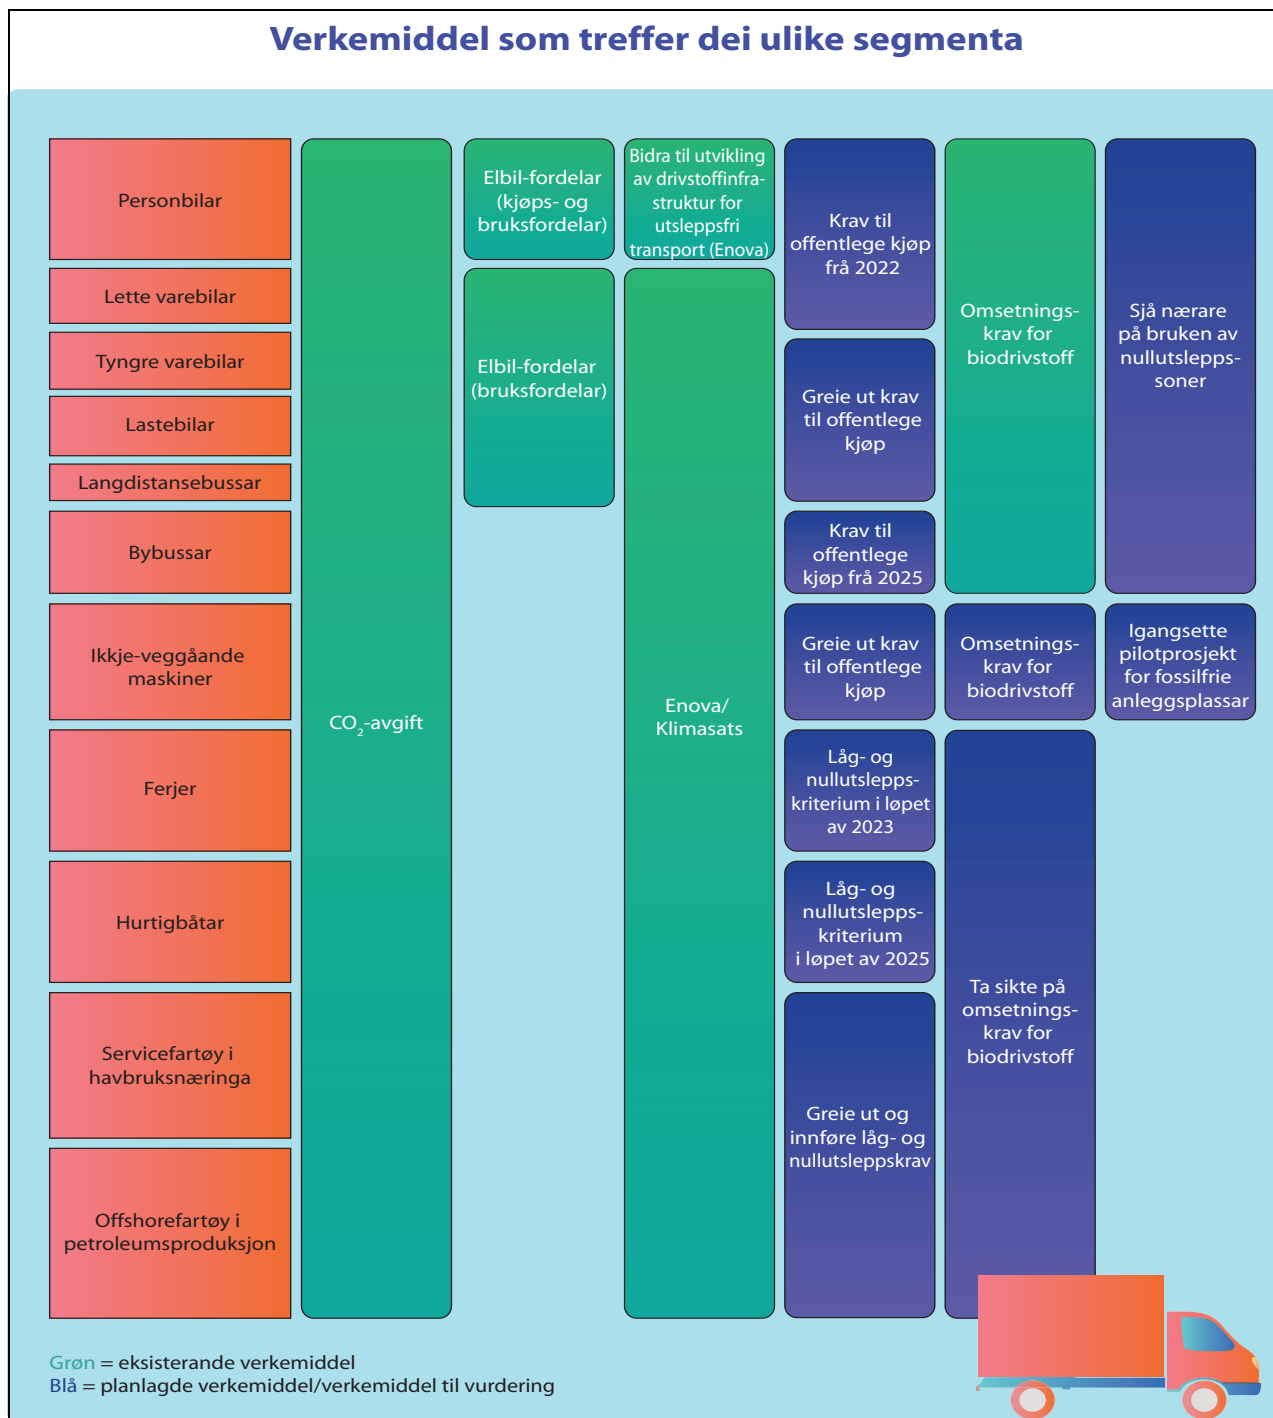 Verkemiddel som treffer dei ulike segmenta
Personbilar
Lette varebilar
Tyngre varebilar
Lastebilar
Langdistansebussar
Bybussar
Ikkje-veggåande
maskiner
Ferjer
Hurtigbåtar
Servicefartøy i
havbruksnæringa
Offshorefartøy i
petroleumsproduksjon
CO₂-avgift
Elbil-fordelar
(kjøps- og
bruksfordelar)
Elbil-fordelar
(bruksfordelar)
Bidra til utvikling
av drivstoffinfra-
struktur for
utsleppsfri
transport (Enova)
Enova/
Klimasats
Krav til
offentlege kjøp
frå 2022
Greie ut krav
til offentlege
kjøp
Krav til
offentlege
kjøp frå 2025
Greie ut krav
til offentlege
kjøp
Låg- og
nullutslepps-
kriterium i løpet
av 2023
Låg- og
nullutslepps-
kriterium
i løpet av 2025
Greie ut og
innføre låg- og
nullutsleppskrav
Omsetnings-
krav for
biodrivstoff
Omsetnings-
krav for
biodrivstoff
Ta sikte på
omsetnings-
krav for
biodrivstoff
Sjå nærare
på bruken av
nullutslepps-
soner
Igangsette
pilotprosjekt
for fossilfrie
anleggsplassar
Grøn = eksisterande verkemiddel
Blå = planlagde verkemiddel/verkemiddel til vurdering